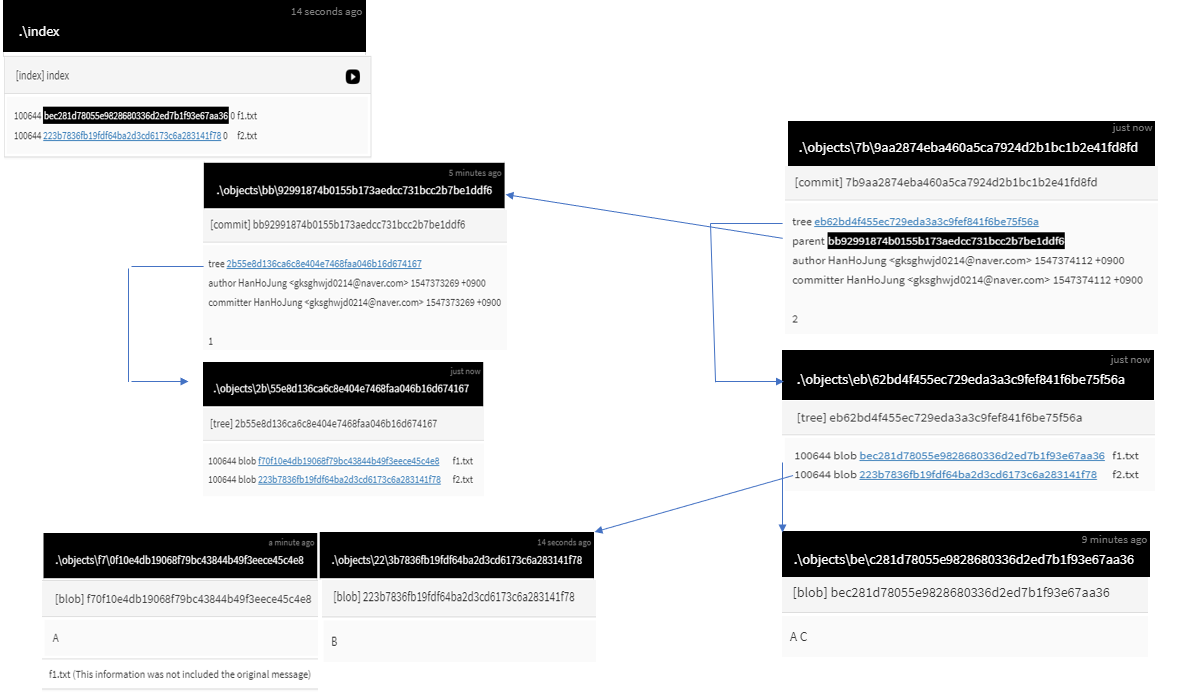 14 seconds ago
.\index
[index] index
100644 bec281d78055e9828680336d2ed7b1f93e67aa36 0 f1.txt
100644 223b7836fb19fdf64ba2d3cd6173c6a283141f78 0 f2.txt
5 minutes ago
.\objects\bb\92991874b0155b173aedcc731bcc2b7be1ddf6
[commit] bb92991874b0155b173aedcc731bcc2b7be1ddf6
tree 2b55e8d136ca6c8e404e7468faa046b16d674167
author HanHoJung <gksghwjd0214@naver.com> 1547373269 +0900
committer HanHoJung <gksghwjd0214@naver.com> 1547373269 +0900
1
just now
.\objects\2b\55e8d136ca6c8e404e7468faa046b16d674167
[tree] 2b55e8d136ca6c8e404e7468faa046b16d674167
100644 blob f70f10e4db19068f79bc43844b49f3eece45c4e8 f1.txt
100644 blob 223b7836fb19fdf64ba2d3cd6173c6a283141f78 f2.txt
a minute ago
.\objects\f7\0f10e4db19068f79bc43844b49f3eece45c4e8
[blob] f70f10e4db19068f79bc43844b49f3eece45c4e8
A
f1.txt (This information was not included the original message)
14 seconds ago
.\objects\22\3b7836fb19fdf64ba2d3cd6173c6a283141f78
[blob] 223b7836fb19fdf64ba2d3cd6173c6a283141f78
B
just now
.\objects\7b\9aa2874eba460a5ca7924d2b1bc1b2e41fd8fd
[commit] 7b9aa2874eba460a5ca7924d2b1bc1b2e41fd8fd
tree eb62bd4f455ec729eda3a3c9fef841f6be75f56a
parent bb92991874b0155b173aedcc731bcc2b7be1ddf6
author HanHoJung <gksghwjd0214@naver.com> 1547374112 +0900
committer HanHoJung <gksghwjd0214@naver.com> 1547374112 +0900
2
just now
.\objects\eb\62bd4f455ec729eda3a3c9fef841f6be75f56a
[tree] eb62bd4f455ec729eda3a3c9fef841f6be75f56a
100644 blob bec281d78055e9828680336d2ed7b1f93e67aa36 f1.txt
100644 blob 223b7836fb19fdf64ba2d3cd6173c6a283141f78 f2.txt
9 minutes ago
.\objects\be\c281d78055e9828680336d2ed7b1f93e67aa36
[blob] bec281d78055e9828680336d2ed7b1f93e67aa36
A C